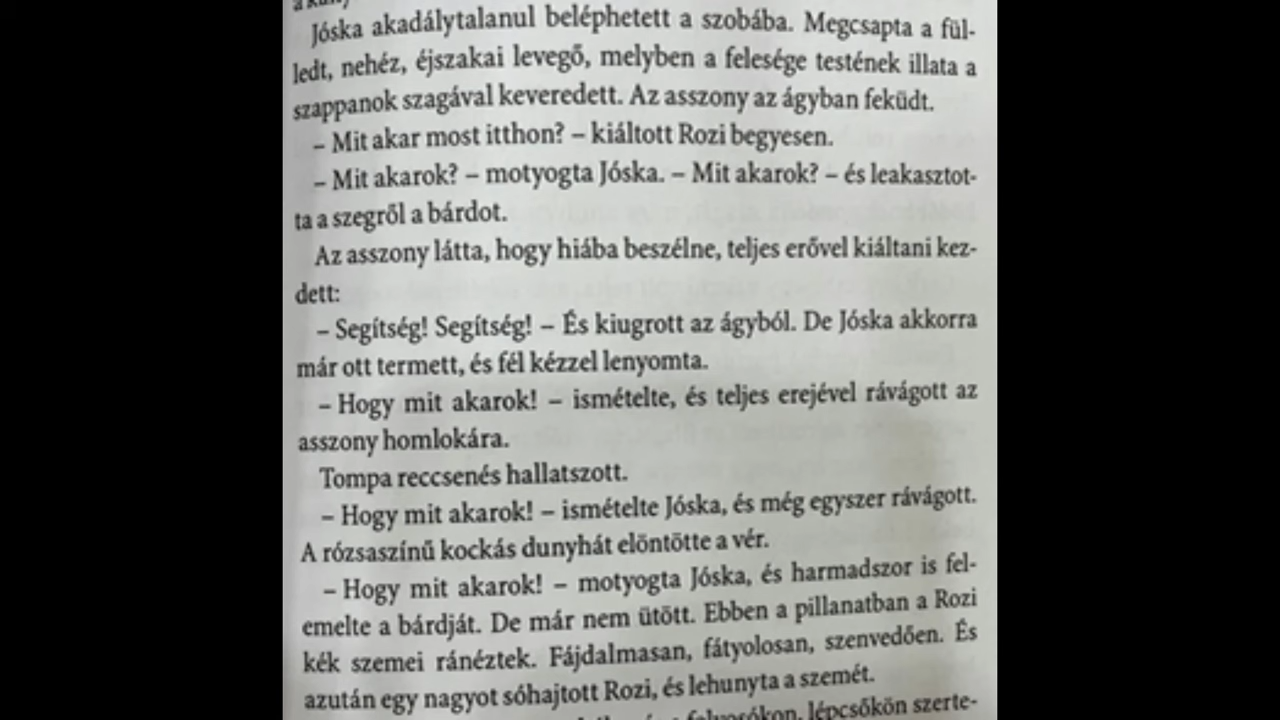 Jóska akadálytalanul beléphetett a szobába. Megcsapta a fül-
ledt, nehéz, éjszakai levegő, melyben a felesége testének illata a
szappanok szagával keveredett. Az asszony az ágyban feküdt.
– Mit akar most itthon? – kiáltott Rozi begyesen.
– Mit akarok? – motyogta Jóska. – Mit akarok? – és leakasztot-
ta a szegről a bárdot.
Az asszony látta, hogy hiába beszélne, teljes erővel kiáltani kez-
dett:
– Segítség! Segítség! – És kiugrott az ágyból. De Jóska akkorra
már ott termett, és fél kézzel lenyomta.
– Hogy mit akarok! – ismételte, és teljes erejével rávágott az
asszony homlokára.
Tompa reccsenés hallatszott.
– Hogy mit akarok! – ismételte Jóska, és még egyszer rávágott.
A rózsaszínű kockás dunyhát elöntötte a vér.
– Hogy mit akarok! – motyogta Jóska, és harmadszor is fel-
emelte a bárdját. De már nem ütött. Ebben a pillanatban a Rozi
kék szemei ránéztek. Fájdalmasan, fátyolosan, szenvedően. És
azután egy nagyot sóhajtott Rozi, és lehunyta a szemét.
folyosókon, lépcsőkön szerte-